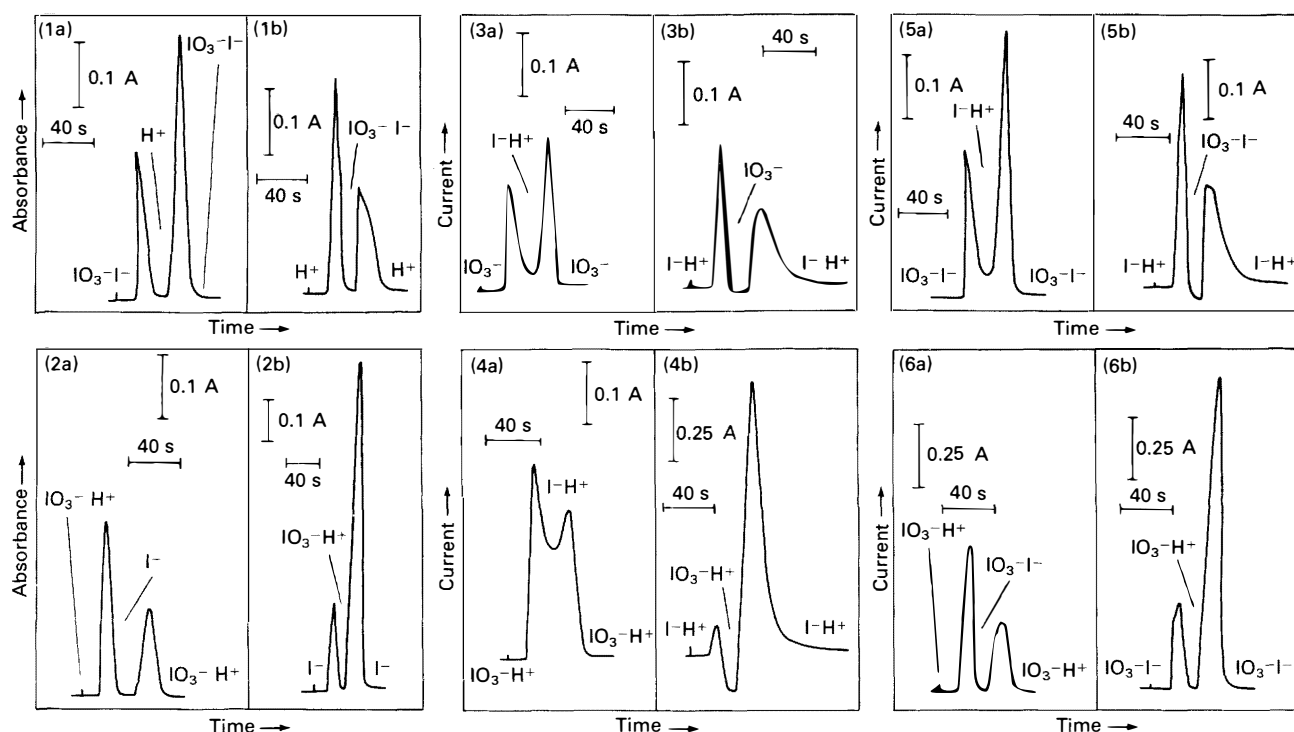 (1a)
0.1 A
40 s
H⁺
IO₃⁻I⁻
IO₃⁻I⁻
Absorbance
(1b)
0.1 A
40 s
IO₃⁻ I⁻
H⁺
H⁺
Time
(3a)
0.1 A
40 s
I⁻H⁺
IO₃⁻
IO₃⁻
Current
(3b)
40 s
0.1 A
IO₃⁻
I⁻H⁺
I⁻ H⁺
Time
(5a)
0.1 A
I⁻H⁺
40 s
IO₃⁻I⁻
IO₃⁻I⁻
Current
(5b)
0.1 A
40 s
IO₃⁻I⁻
I⁻H⁺
I⁻H⁺
Time
(2a)
0.1 A
40 s
IO₃⁻ H⁺
I⁻
IO₃⁻ H⁺
Absorbance
(2b)
0.1 A
40 s
IO₃⁻H⁺
I⁻
I⁻
Time
(4a)
0.1 A
40 s
I⁻H⁺
IO₃⁻H⁺
IO₃⁻H⁺
Current
(4b)
0.25 A
40 s
IO₃⁻H⁺
I⁻H⁺
I⁻H⁺
Time
(6a)
0.25 A
40 s
IO₃⁻H⁺
IO₃⁻I⁻
IO₃⁻H⁺
Current
(6b)
0.25 A
40 s
IO₃⁻H⁺
IO₃⁻I⁻
IO₃⁻I⁻
Time